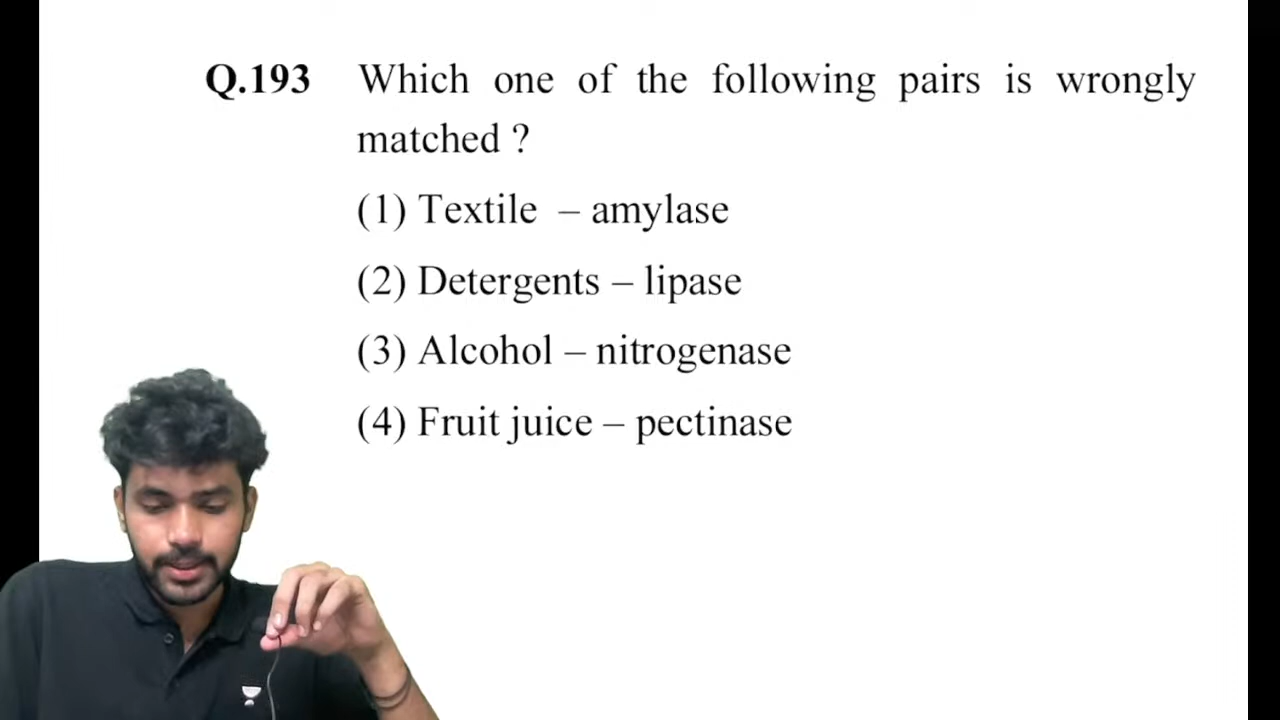 Q.193 Which one of the following pairs is wrongly
matched ?
(1) Textile – amylase
(2) Detergents – lipase
(3) Alcohol – nitrogenase
(4) Fruit juice – pectinase